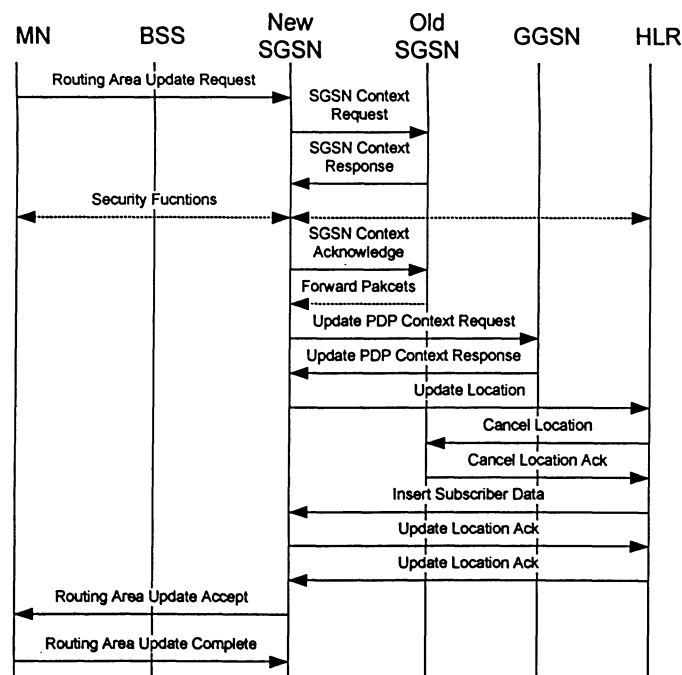 MN BSS New SGSN Old SGSN GGSN HLR
Routing Area Update Request
SGSN Context
Request
SGSN Context
Response
Security Fucntions
SGSN Context
Acknowledge
Forward Pakcets
Update PDP Context Request
Update PDP Context Response
Update Location
Cancel Location
Cancel Location Ack
Insert Subscriber Data
Update Location Ack
Update Location Ack
Routing Area Update Accept
Routing Area Update Complete